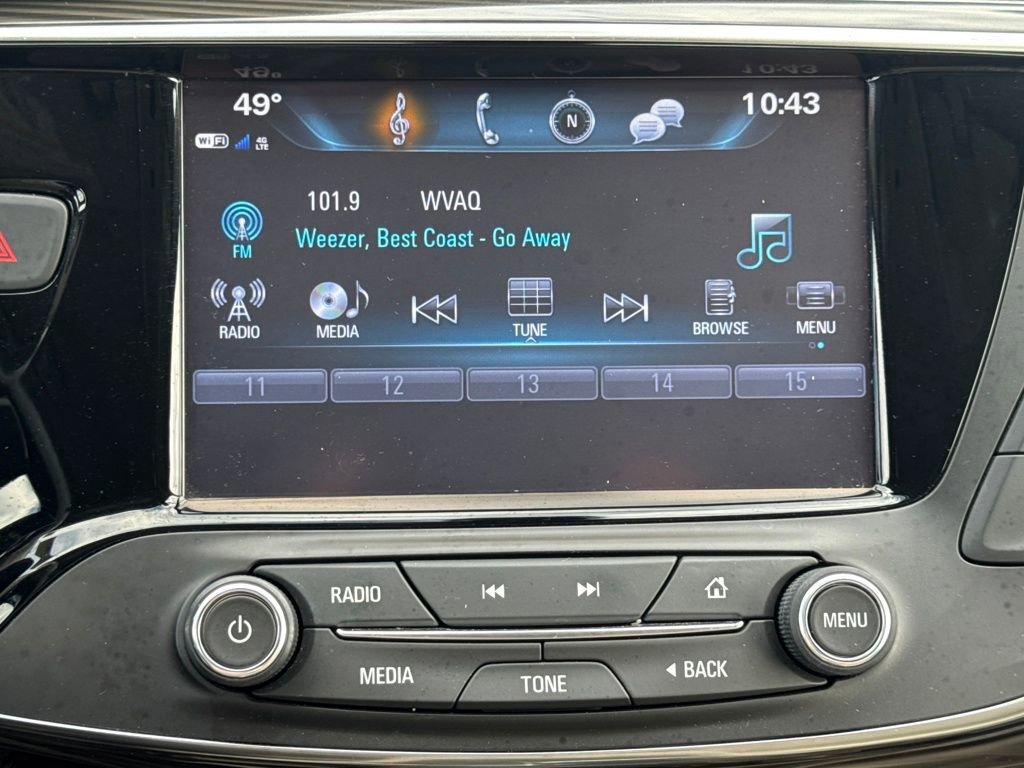 49° 10:43
N
WiFi 4G LTE
101.9 WVAQ
FM
Weezer, Best Coast - Go Away
RADIO MEDIA TUNE BROWSE MENU
11 12 13 14 15
RADIO
MENU
MEDIA TONE BACK